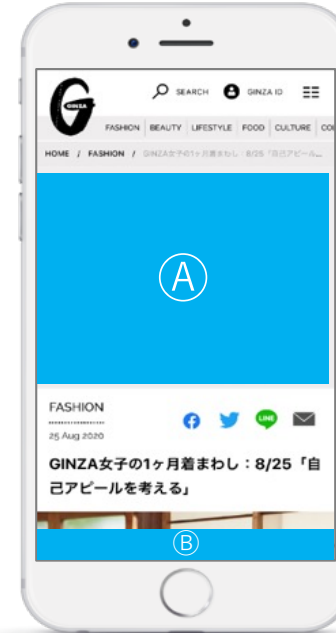 GINZA
SEARCH GINZA ID
FASHION BEAUTY LIFESTYLE FOOD CULTURE CO
HOME / FASHION / GINZA女子の1ヶ月着まわし：8/25「自己アピール...
Ⓐ
FASHION
25 Aug 2020
LINE
GINZA女子の1ヶ月着まわし：8/25「自
己アピールを考える」
Ⓑ